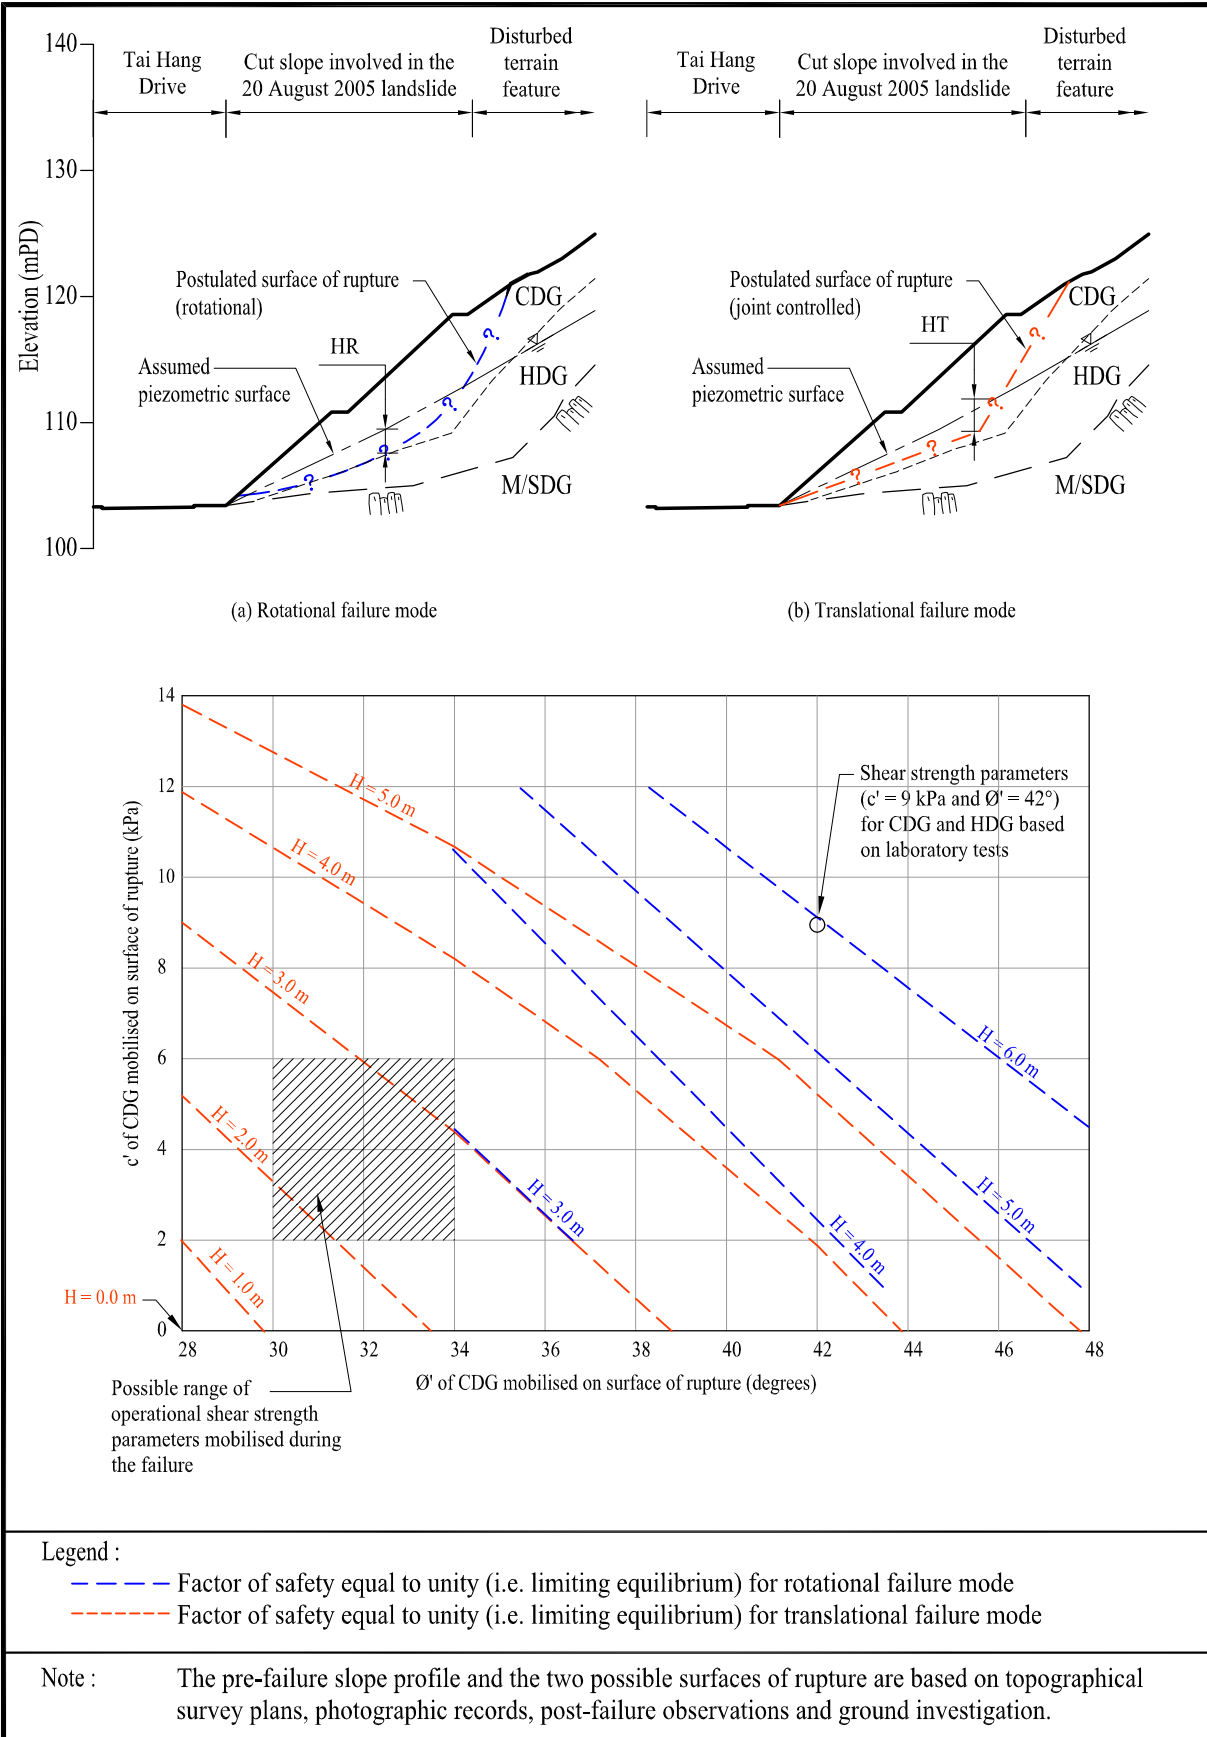 140
130
120
110
100
Elevation (mPD)
Tai Hang
Drive
Cut slope involved in the
20 August 2005 landslide
Disturbed
terrain
feature
Postulated surface of rupture
(rotational)
HR
Assumed
piezometric surface
CDG
HDG
M/SDG
?
?
?
?
(a) Rotational failure mode
Tai Hang
Drive
Cut slope involved in the
20 August 2005 landslide
Disturbed
terrain
feature
Postulated surface of rupture
(joint controlled)
HT
Assumed
piezometric surface
CDG
HDG
M/SDG
?
?
?
?
(b) Translational failure mode
14
12
10
8
6
4
2
0
c' of CDG mobilised on surface of rupture (kPa)
H = 5.0 m
H = 4.0 m
H = 3.0 m
H = 2.0 m
H = 1.0 m
H = 0.0 m
H = 3.0 m
H = 4.0 m
H = 5.0 m
H = 6.0 m
Shear strength parameters
(c' = 9 kPa and Ø' = 42°)
for CDG and HDG based
on laboratory tests
28 30 32 34 36 38 40 42 44 46 48
Ø' of CDG mobilised on surface of rupture (degrees)
Possible range of
operational shear strength
parameters mobilised during
the failure
Legend :
Factor of safety equal to unity (i.e. limiting equilibrium) for rotational failure mode
Factor of safety equal to unity (i.e. limiting equilibrium) for translational failure mode
Note : The pre-failure slope profile and the two possible surfaces of rupture are based on topographical
survey plans, photographic records, post-failure observations and ground investigation.